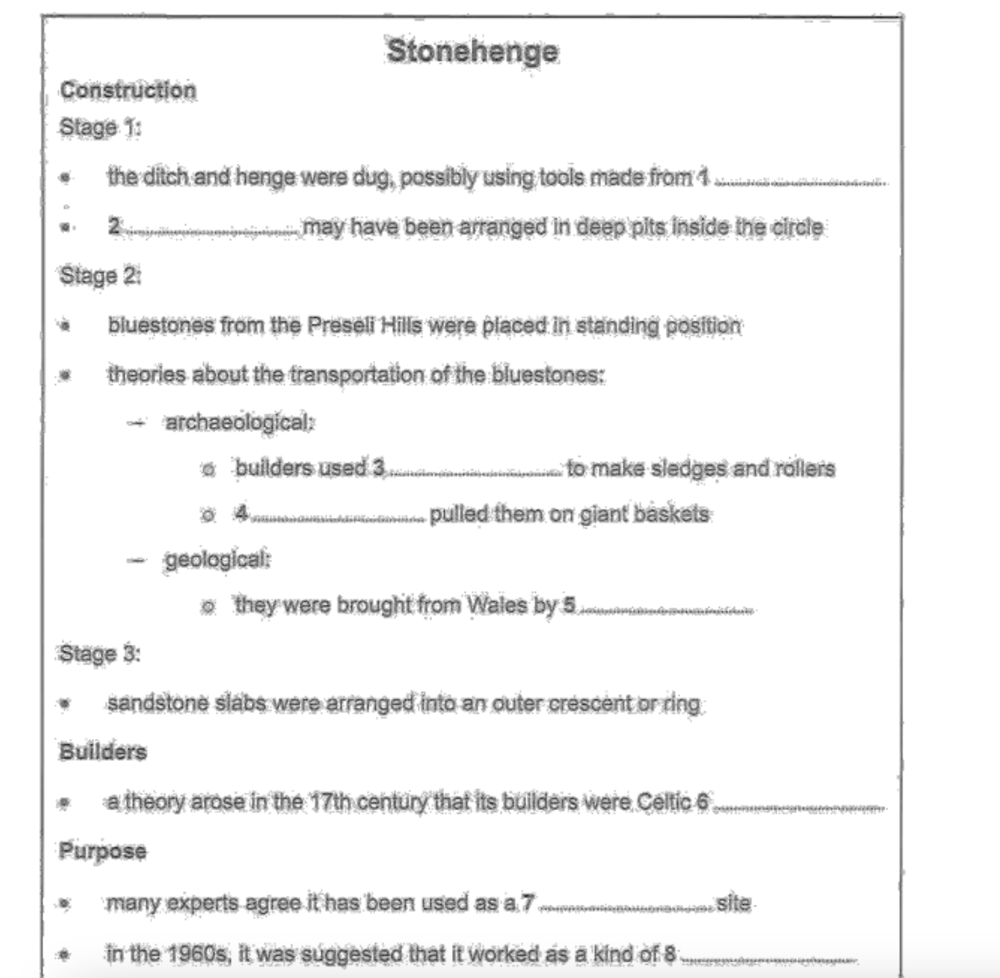 Stonehenge
Construction
Stage 1:
• the ditch and henge were dug, possibly using tools made from 1 ....................
• 2 .................... may have been arranged in deep pits inside the circle
Stage 2:
• bluestones from the Preseli Hills were placed in standing position
• theories about the transportation of the bluestones:
– archaeological:
o builders used 3 .................... to make sledges and rollers
o 4 .................... pulled them on giant baskets
– geological:
o they were brought from Wales by 5 ....................
Stage 3:
• sandstone slabs were arranged into an outer crescent or ring
Builders
• a theory arose in the 17th century that its builders were Celtic 6 ....................
Purpose
• many experts agree it has been used as a 7 .................... site
• in the 1960s, it was suggested that it worked as a kind of 8 ....................